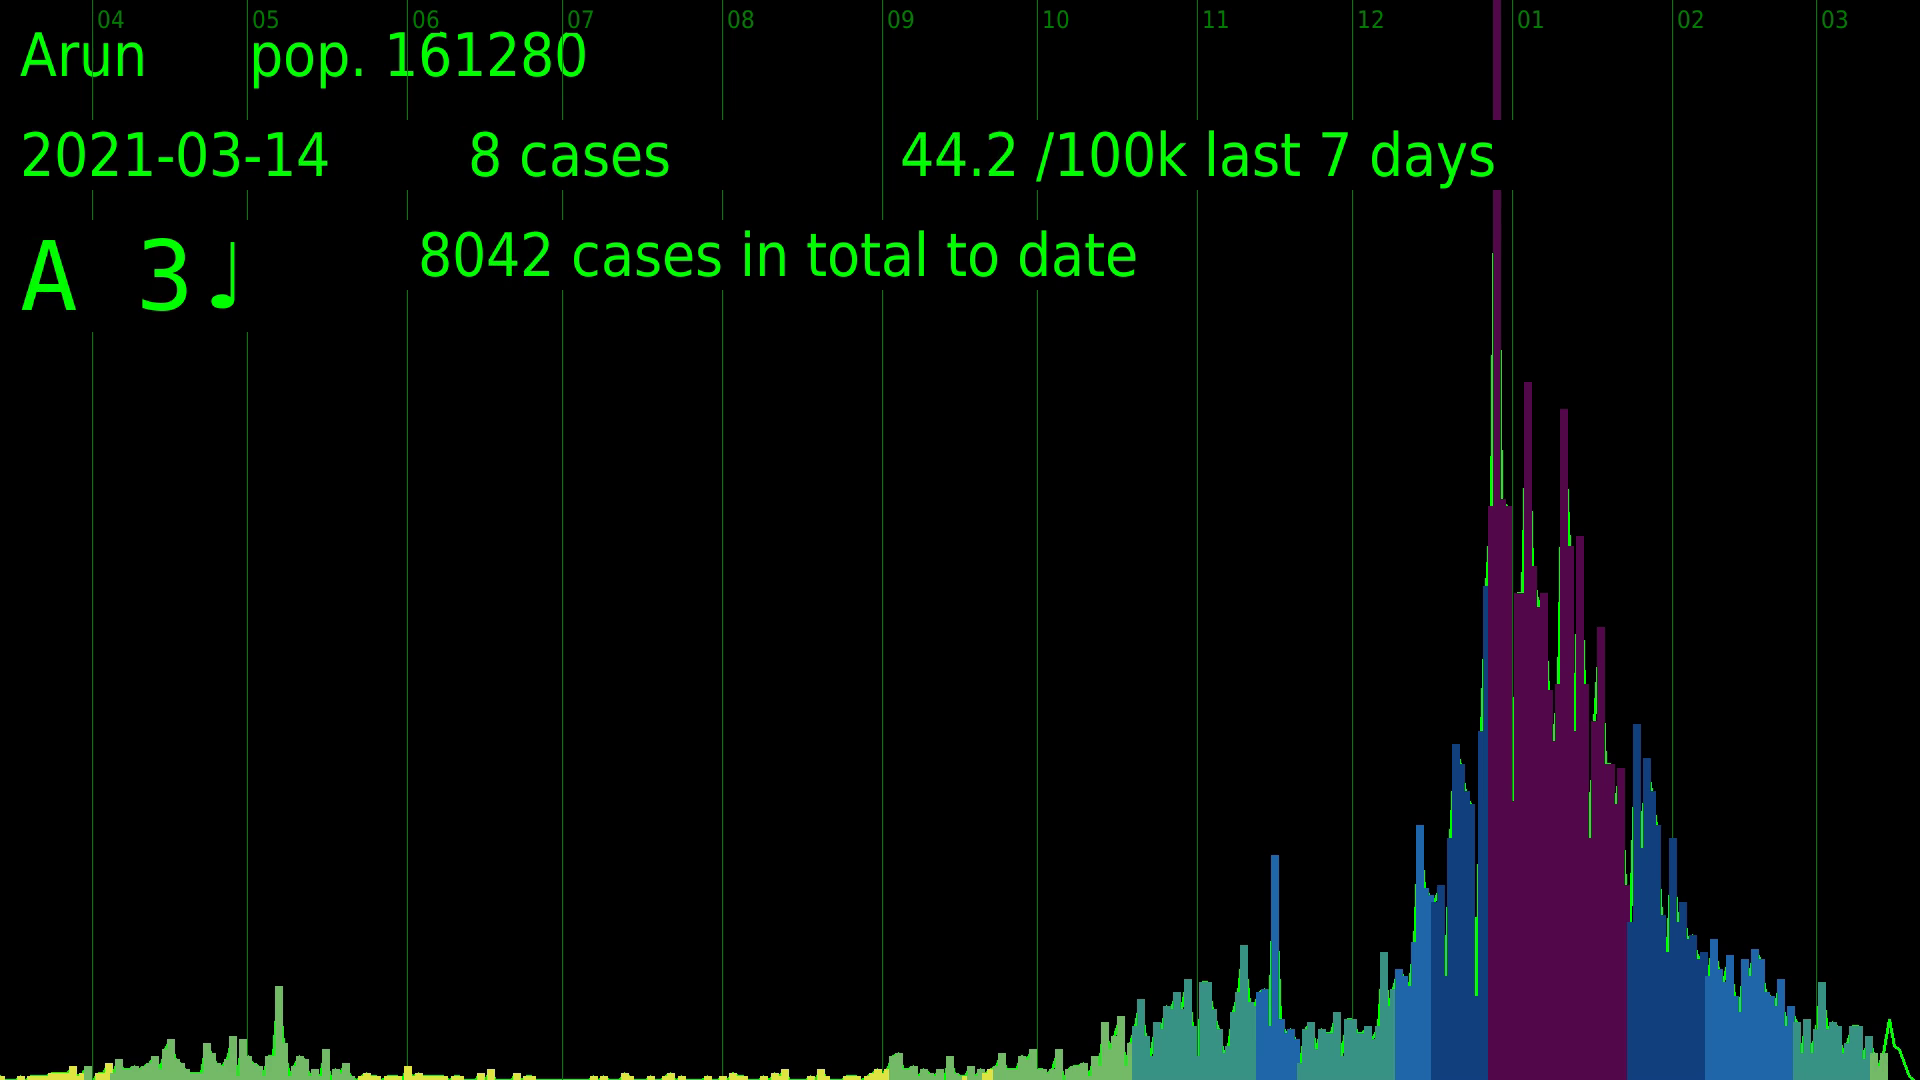 04 05 06 07 08 09 10 11 12 01 02 03
Arun pop. 161280
2021-03-14 8 cases 44.2 /100k last 7 days
A 3♩ 8042 cases in total to date